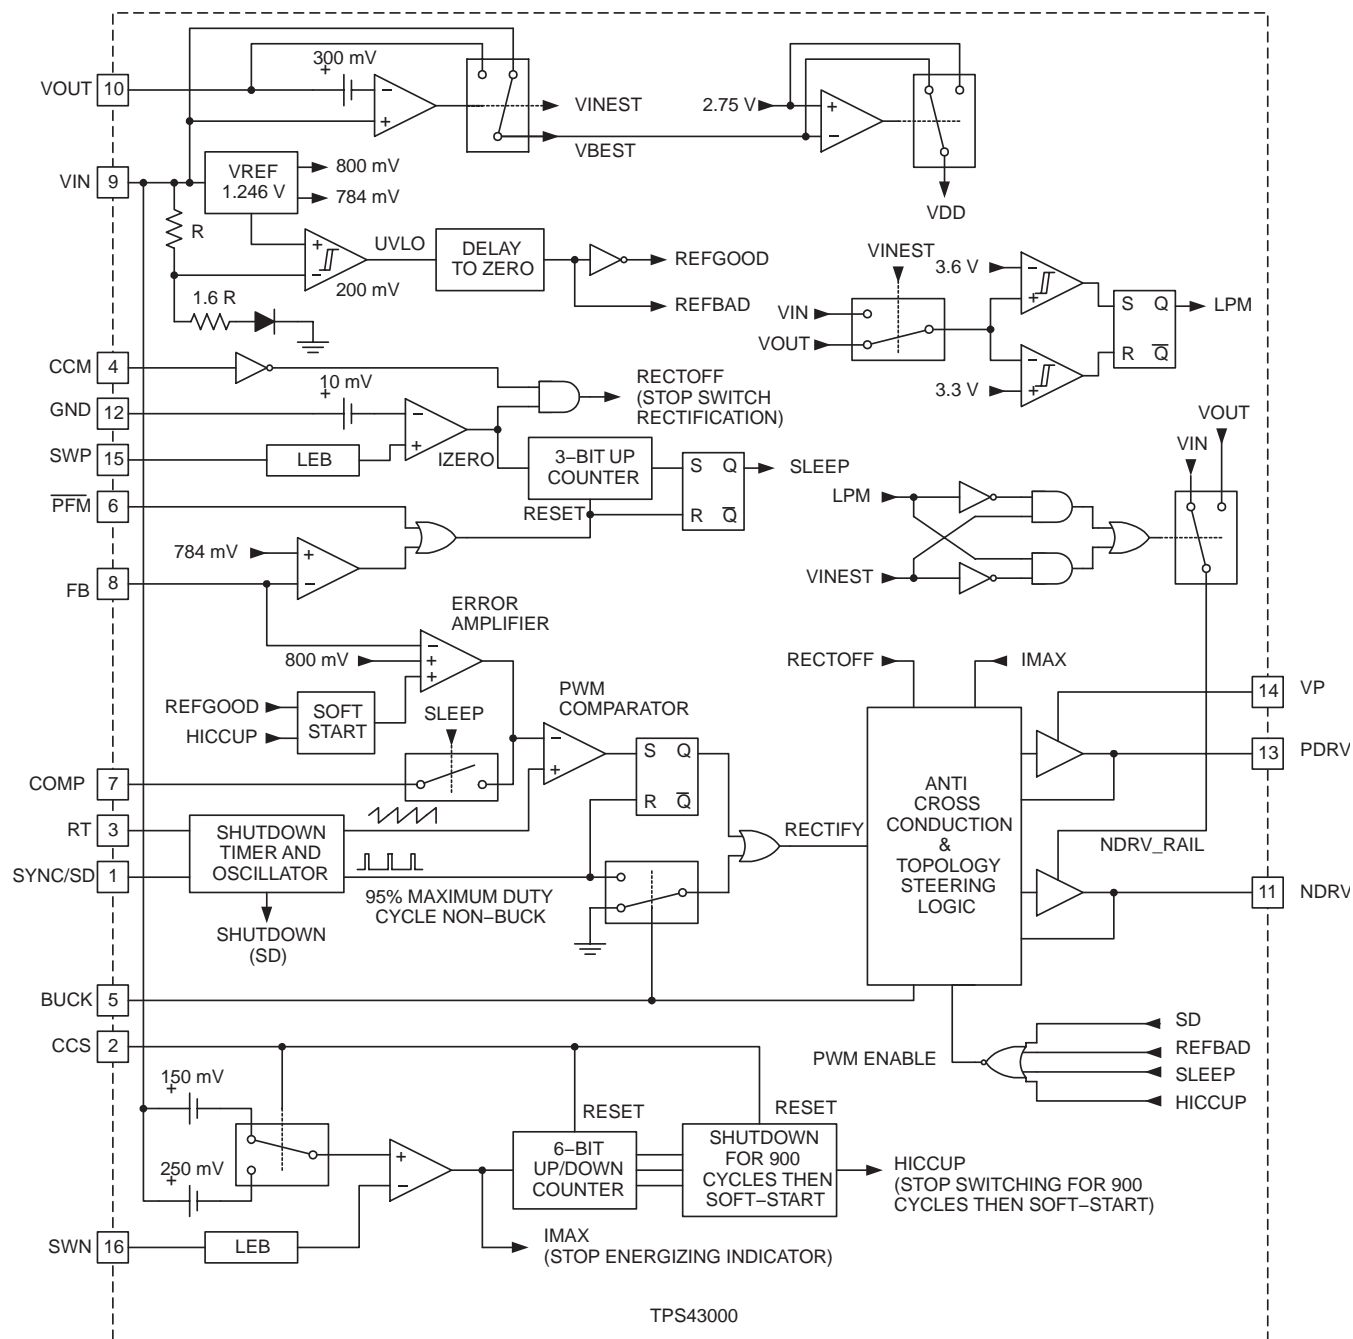 300 mV
+
VOUT 10
−
+
VINEST
VBEST
2.75 V
+
−
VDD
VIN 9
VREF
1.246 V
800 mV
784 mV
R
+
−
UVLO
200 mV
DELAY
TO ZERO
REFGOOD
REFBAD
1.6 R
VINEST
VIN
VOUT
3.6 V
−
+
−
+
3.3 V
S Q
R Q̅
LPM
CCM 4
10 mV
+
GND 12
−
+
SWP 15
LEB
IZERO
RECTOFF
(STOP SWITCH
RECTIFICATION)
3−BIT UP
COUNTER
RESET
S Q
R Q̅
SLEEP
VOUT
VIN
LPM
VINEST
P̅F̅M̅ 6
784 mV
+
−
FB 8
ERROR
AMPLIFIER
−
+
+
800 mV
REFGOOD
HICCUP
SOFT
START
SLEEP
PWM
COMPARATOR
−
+
S Q
R Q̅
COMP 7
RT 3
SYNC/SD 1
SHUTDOWN
TIMER AND
OSCILLATOR
SHUTDOWN
(SD)
95% MAXIMUM DUTY
CYCLE NON−BUCK
RECTIFY
RECTOFF
IMAX
ANTI
CROSS
CONDUCTION
&
TOPOLOGY
STEERING
LOGIC
14 VP
13 PDRV
NDRV_RAIL
11 NDRV
BUCK 5
CCS 2
PWM ENABLE
SD
REFBAD
SLEEP
HICCUP
150 mV
+
250 mV
+
+
−
RESET
6−BIT
UP/DOWN
COUNTER
RESET
SHUTDOWN
FOR 900
CYCLES THEN
SOFT−START
HICCUP
(STOP SWITCHING FOR 900
CYCLES THEN SOFT−START)
SWN 16
LEB
IMAX
(STOP ENERGIZING INDICATOR)
TPS43000